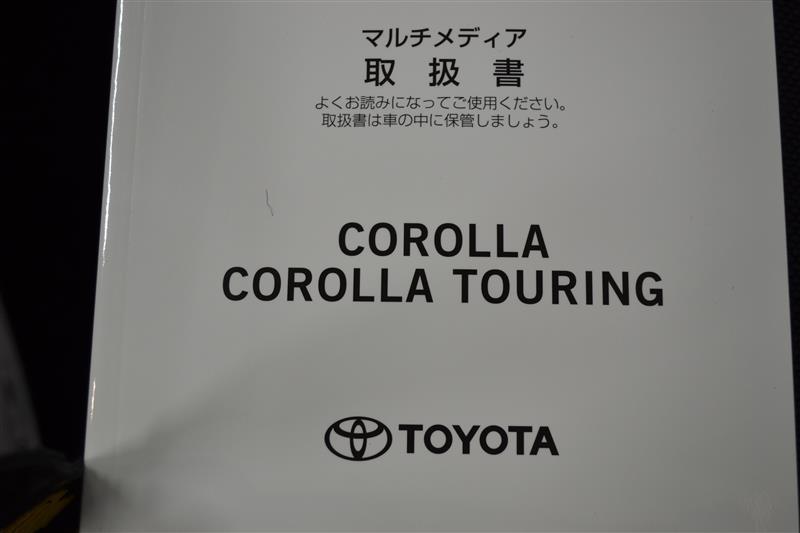 マルチメディア
取扱書
よくお読みになってご使用ください。
取扱書は車の中に保管しましょう。
COROLLA
COROLLA TOURING
TOYOTA